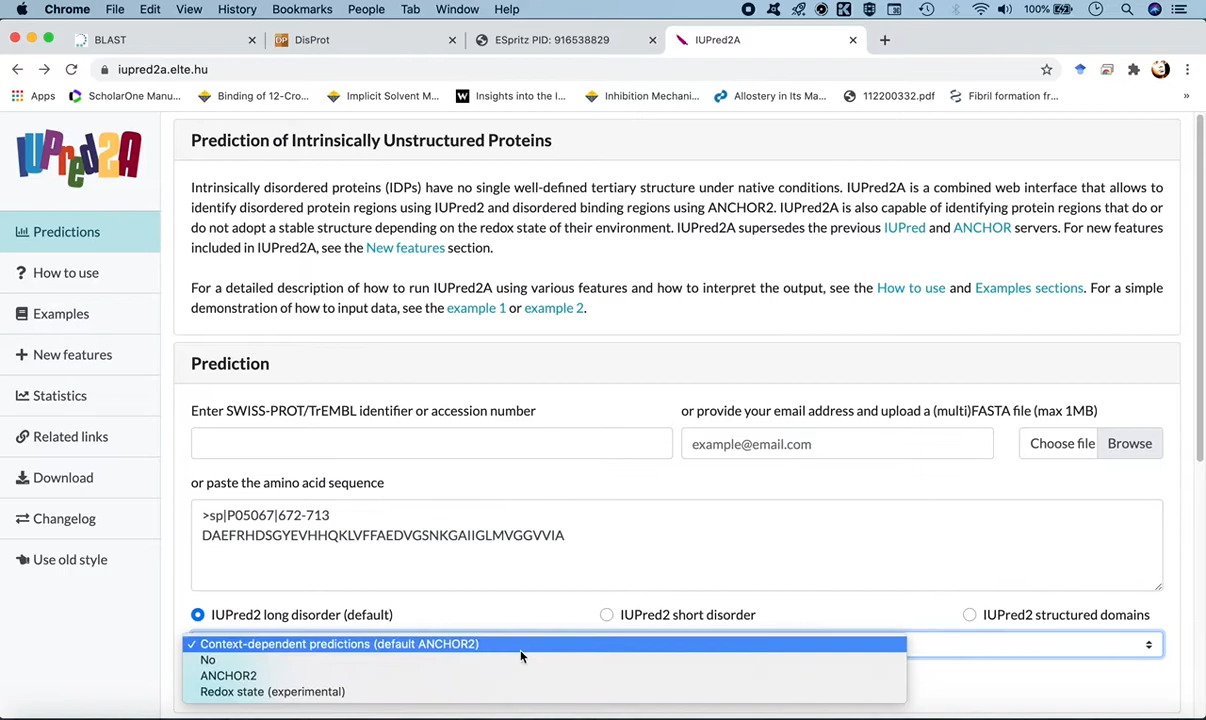 Chrome File Edit View History Bookmarks People Tab Window Help 100%
BLAST DisProt ESpritz PID: 916538829 IUPred2A
iupred2a.elte.hu
Apps ScholarOne Manu... Binding of 12-Cro... Implicit Solvent M... Insights into the I... Inhibition Mechani... Allostery in Its Ma... 112200332.pdf Fibril formation fr... »
IUPred2A
Predictions
How to use
Examples
New features
Statistics
Related links
Download
Changelog
Use old style
Prediction of Intrinsically Unstructured Proteins
Intrinsically disordered proteins (IDPs) have no single well-defined tertiary structure under native conditions. IUPred2A is a combined web interface that allows to
identify disordered protein regions using IUPred2 and disordered binding regions using ANCHOR2. IUPred2A is also capable of identifying protein regions that do or
do not adopt a stable structure depending on the redox state of their environment. IUPred2A supersedes the previous IUPred and ANCHOR servers. For new features
included in IUPred2A, see the New features section.
For a detailed description of how to run IUPred2A using various features and how to interpret the output, see the How to use and Examples sections. For a simple
demonstration of how to input data, see the example 1 or example 2.
Prediction
Enter SWISS-PROT/TrEMBL identifier or accession number
or provide your email address and upload a (multi)FASTA file (max 1MB)
example@email.com
Choose file Browse
or paste the amino acid sequence
>sp|P05067|672-713
DAEFRHDSGYEVHHQKLVFFAEDVGSNKGAIIGLMVGGVVIA
IUPred2 long disorder (default) IUPred2 short disorder IUPred2 structured domains
✓ Context-dependent predictions (default ANCHOR2)
No
ANCHOR2
Redox state (experimental)